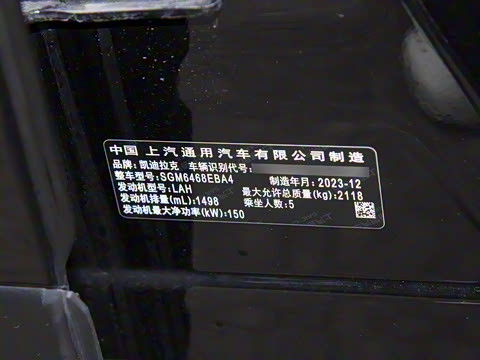 中国 上汽通用汽车有限公司制造
品牌:凯迪拉克 车辆识别代号:
整车型号:SGM6468EBA4 制造年月:2023-12
发动机型号:LAH 最大允许总质量(kg):2118
发动机排量(mL):1498 乘坐人数:5
发动机最大净功率(kW):150